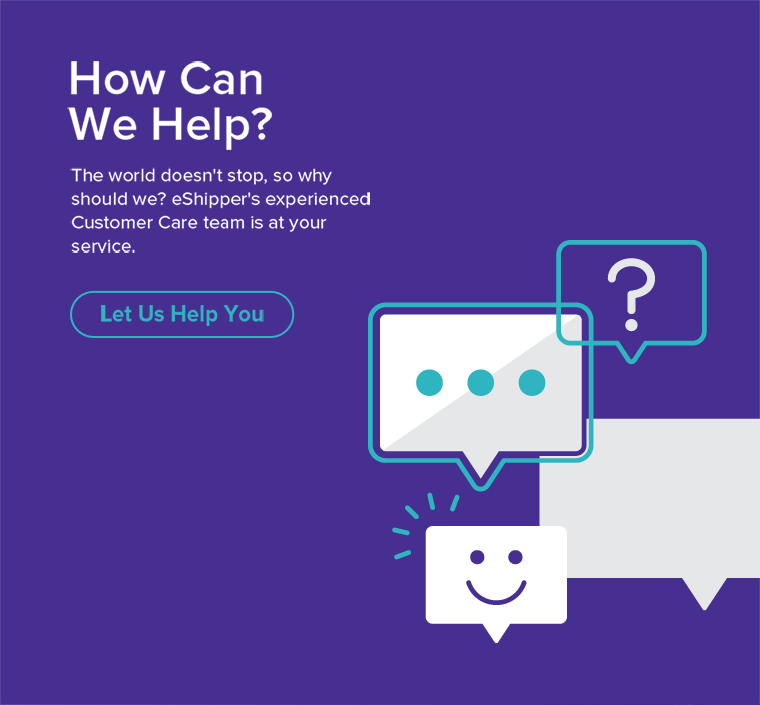 How Can
We Help?
The world doesn't stop, so why
should we? eShipper's experienced
Customer Care team is at your
service.
Let Us Help You
?